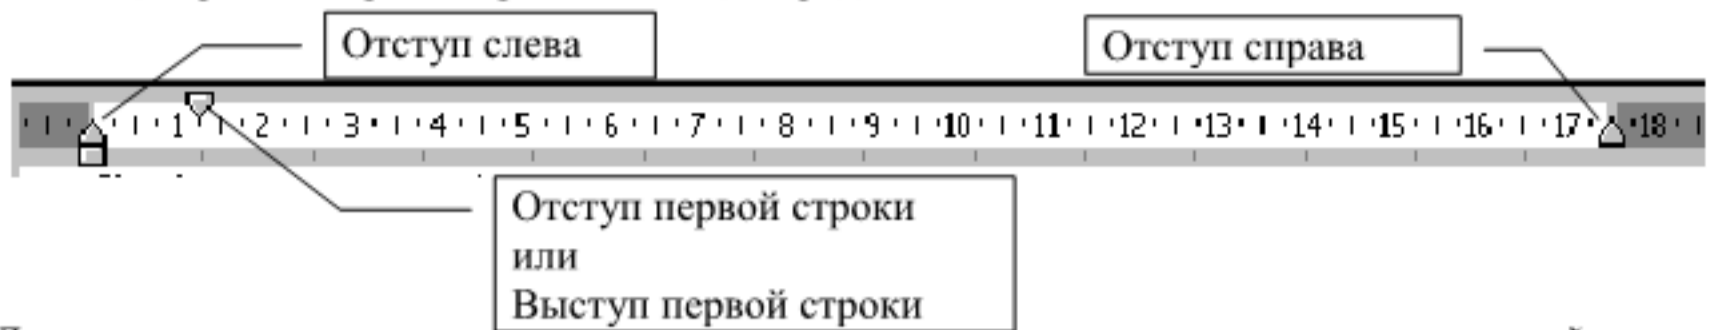 Отступ слева
Отступ справа
1 2 3 4 5 6 7 8 9 10 11 12 13 14 15 16 17 18
Отступ первой строки
или
Выступ первой строки